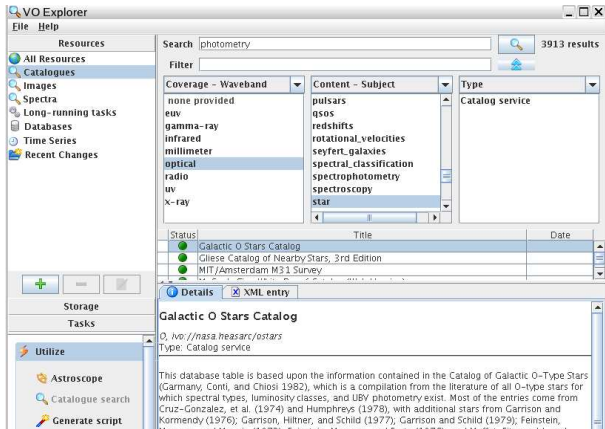 VO Explorer
File Help
Resources
All Resources
Catalogues
Images
Spectra
Long-running tasks
Databases
Time Series
Recent Changes
Storage
Tasks
Utilize
Astroscope
Catalogue search
Generate script
Search photometry 3913 results
Filter
Coverage - Waveband
none provided
euv
gamma-ray
infrared
millimeter
optical
radio
uv
x-ray
Content - Subject
pulsars
qsos
redshifts
rotational_velocities
seyfert_galaxies
spectral_classification
spectrophotometry
spectroscopy
star
Type
Catalog service
Status Title Date
Galactic O Stars Catalog
Gliese Catalog of Nearby Stars, 3rd Edition
MIT/Amsterdam M31 Survey
Details XML entry
Galactic O Stars Catalog
O, ivo://nasa.heasarc/ostars
Type: Catalog service
This database table is based upon the information contained in the Catalog of Galactic O-Type Stars
(Garmany, Conti, and Chiosi 1982), which is a compilation from the literature of all O-type stars for
which spectral types, luminosity classes, and UBV photometry exist. Most of the entries come from
Cruz-Gonzalez, et al. (1974) and Humphreys (1978), with additional stars from Garrison and
Kormendy (1976); Garrison, Hiltner, and Schild (1977); Garrison and Schild (1979); Feinstein,